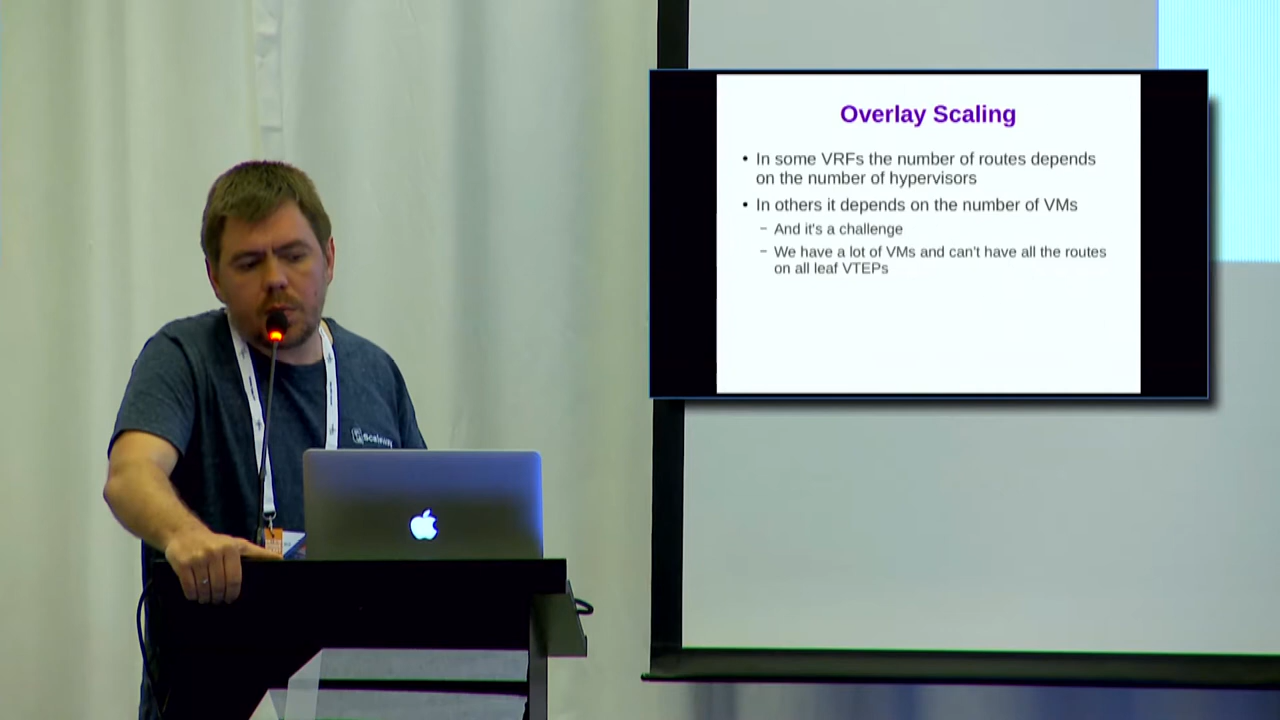 Overlay Scaling
• In some VRFs the number of routes depends
on the number of hypervisors
• In others it depends on the number of VMs
– And it's a challenge
– We have a lot of VMs and can't have all the routes
on all leaf VTEPs
Scaleway